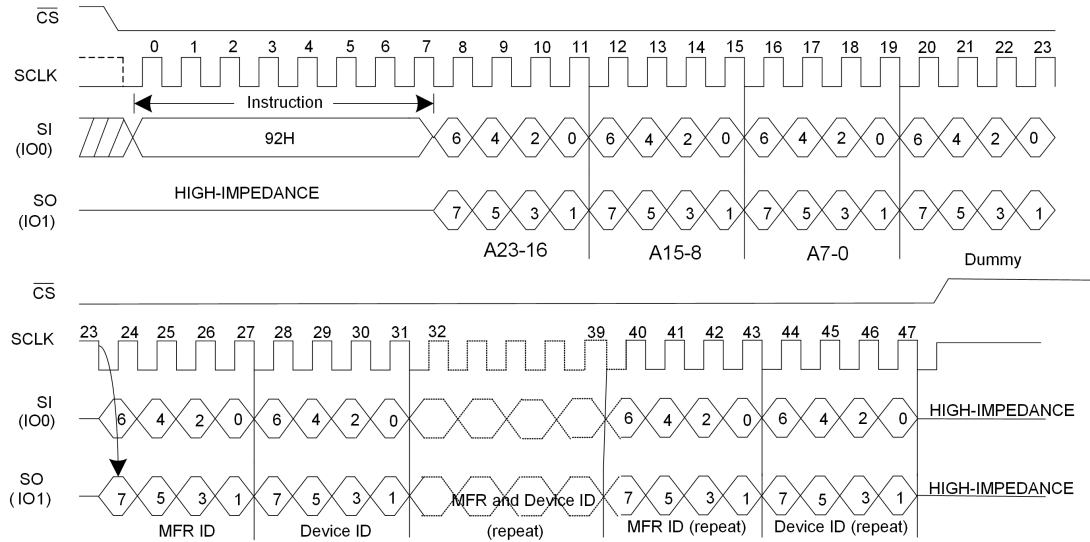 CS
0 1 2 3 4 5 6 7 8 9 10 11 12 13 14 15 16 17 18 19 20 21 22 23
SCLK
Instruction
SI
(IO0)
92H
6 4 2 0 6 4 2 0 6 4 2 0 6 4 2 0
HIGH-IMPEDANCE
SO
(IO1)
7 5 3 1 7 5 3 1 7 5 3 1 7 5 3 1
A23-16 A15-8 A7-0
Dummy
CS
23 24 25 26 27 28 29 30 31 32 39 40 41 42 43 44 45 46 47
SCLK
SI
(IO0)
6 4 2 0 6 4 2 0 6 4 2 0 6 4 2 0
HIGH-IMPEDANCE
SO
(IO1)
7 5 3 1 7 5 3 1 MFR and Device ID 7 5 3 1 7 5 3 1
HIGH-IMPEDANCE
MFR ID Device ID (repeat) MFR ID (repeat) Device ID (repeat)